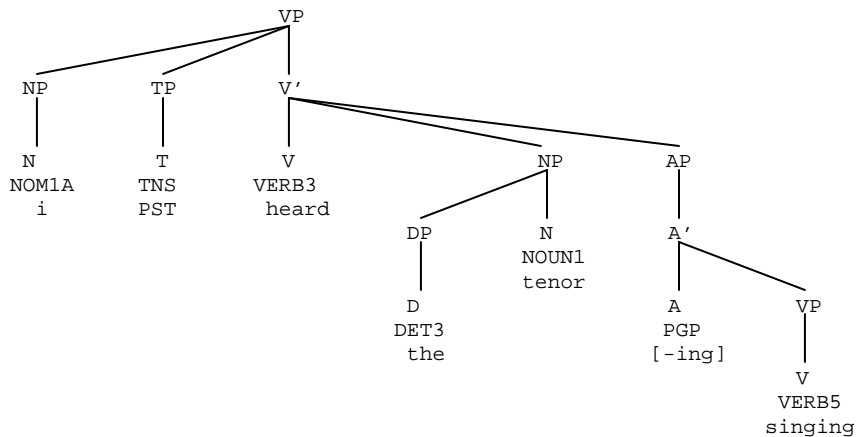 VP
NP TP V'
N T V NP AP
NOM1A TNS VERB3
i PST heard
DP N A'
NOUN1
tenor
D A VP
DET3 PGP
the [-ing]
V
VERB5
singing